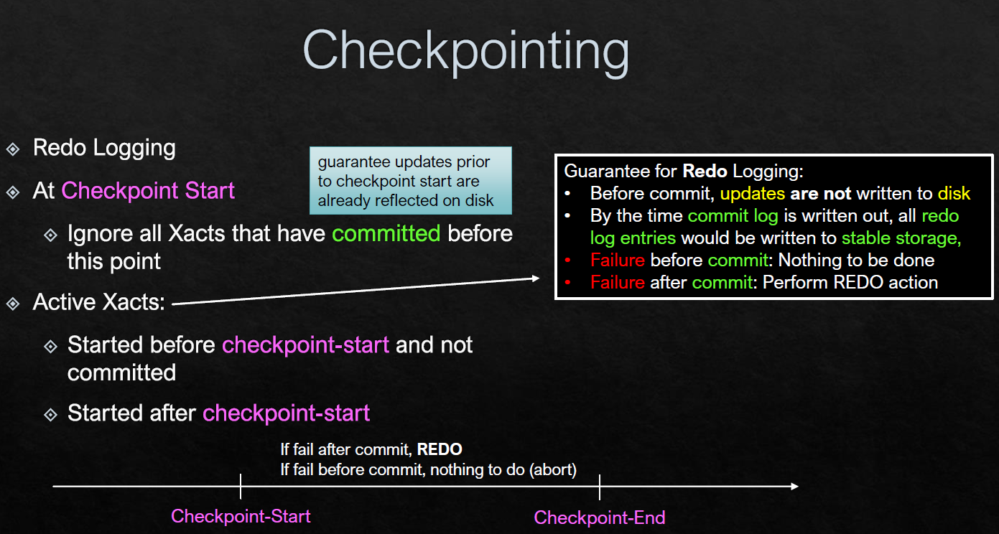 Checkpointing
Redo Logging
At Checkpoint Start
guarantee updates prior
to checkpoint start are
already reflected on disk
Ignore all Xacts that have committed before
this point
Active Xacts:
Started before checkpoint-start and not
committed
Started after checkpoint-start
Guarantee for Redo Logging:
• Before commit, updates are not written to disk
• By the time commit log is written out, all redo
log entries would be written to stable storage,
• Failure before commit: Nothing to be done
• Failure after commit: Perform REDO action
If fail after commit, REDO
If fail before commit, nothing to do (abort)
Checkpoint-Start
Checkpoint-End